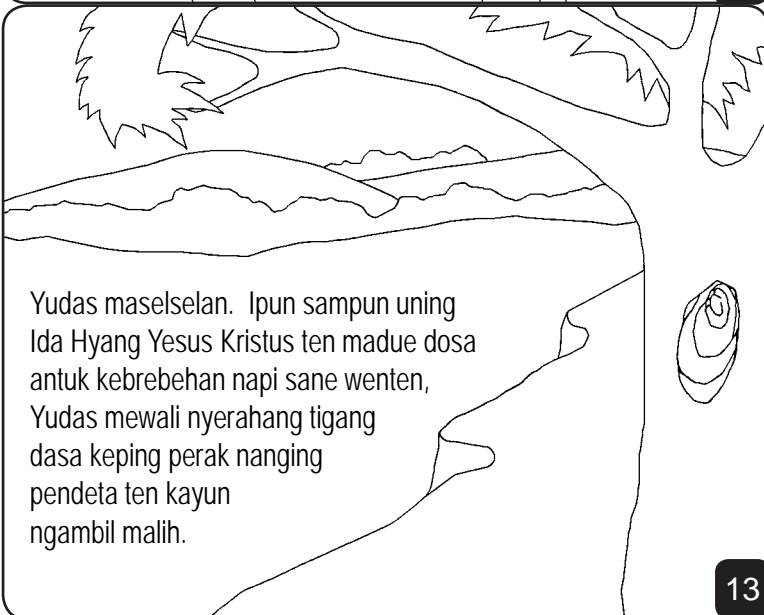 Yudas maselselan.  Ipun sampun uning
Ida Hyang Yesus Kristus ten madue dosa
antuk kebrebehan napi sane wenten,
Yudas mewali nyerahang tigang
dasa keping perak nanging
pendeta ten kayun
ngambil malih.
13